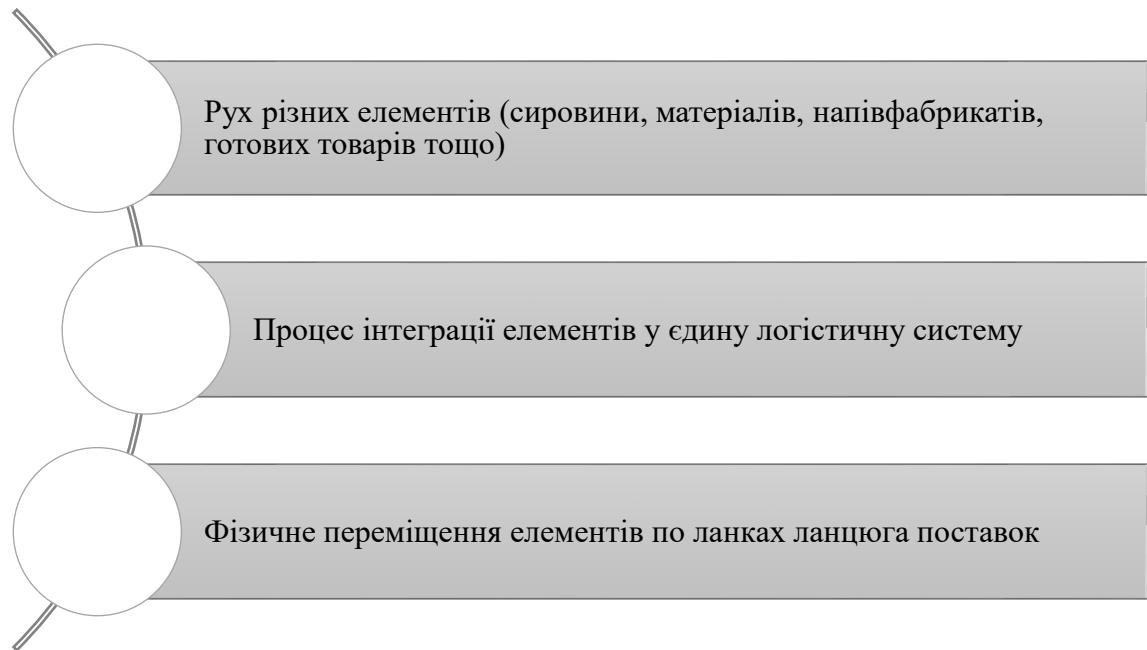 Рух різних елементів (сировини, матеріалів, напівфабрикатів,
готових товарів тощо)
Процес інтеграції елементів у єдину логістичну систему
Фізичне переміщення елементів по ланках ланцюга поставок